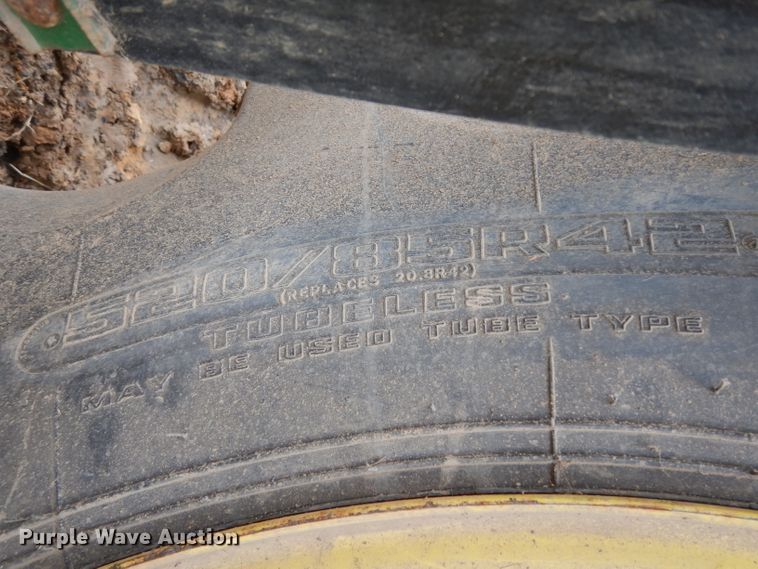 520/85R42
(REPLACES 20.8R42)
TUBELESS
MAY BE USED TUBE TYPE
Purple Wave Auction